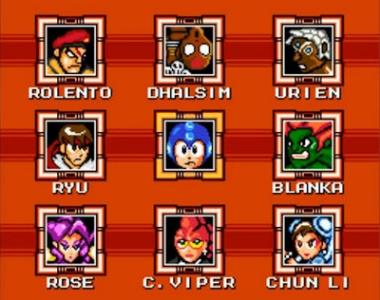 ROLENTO DHALSIM URIEN
RYU BLANKA
ROSE C.VIPER CHUN LI